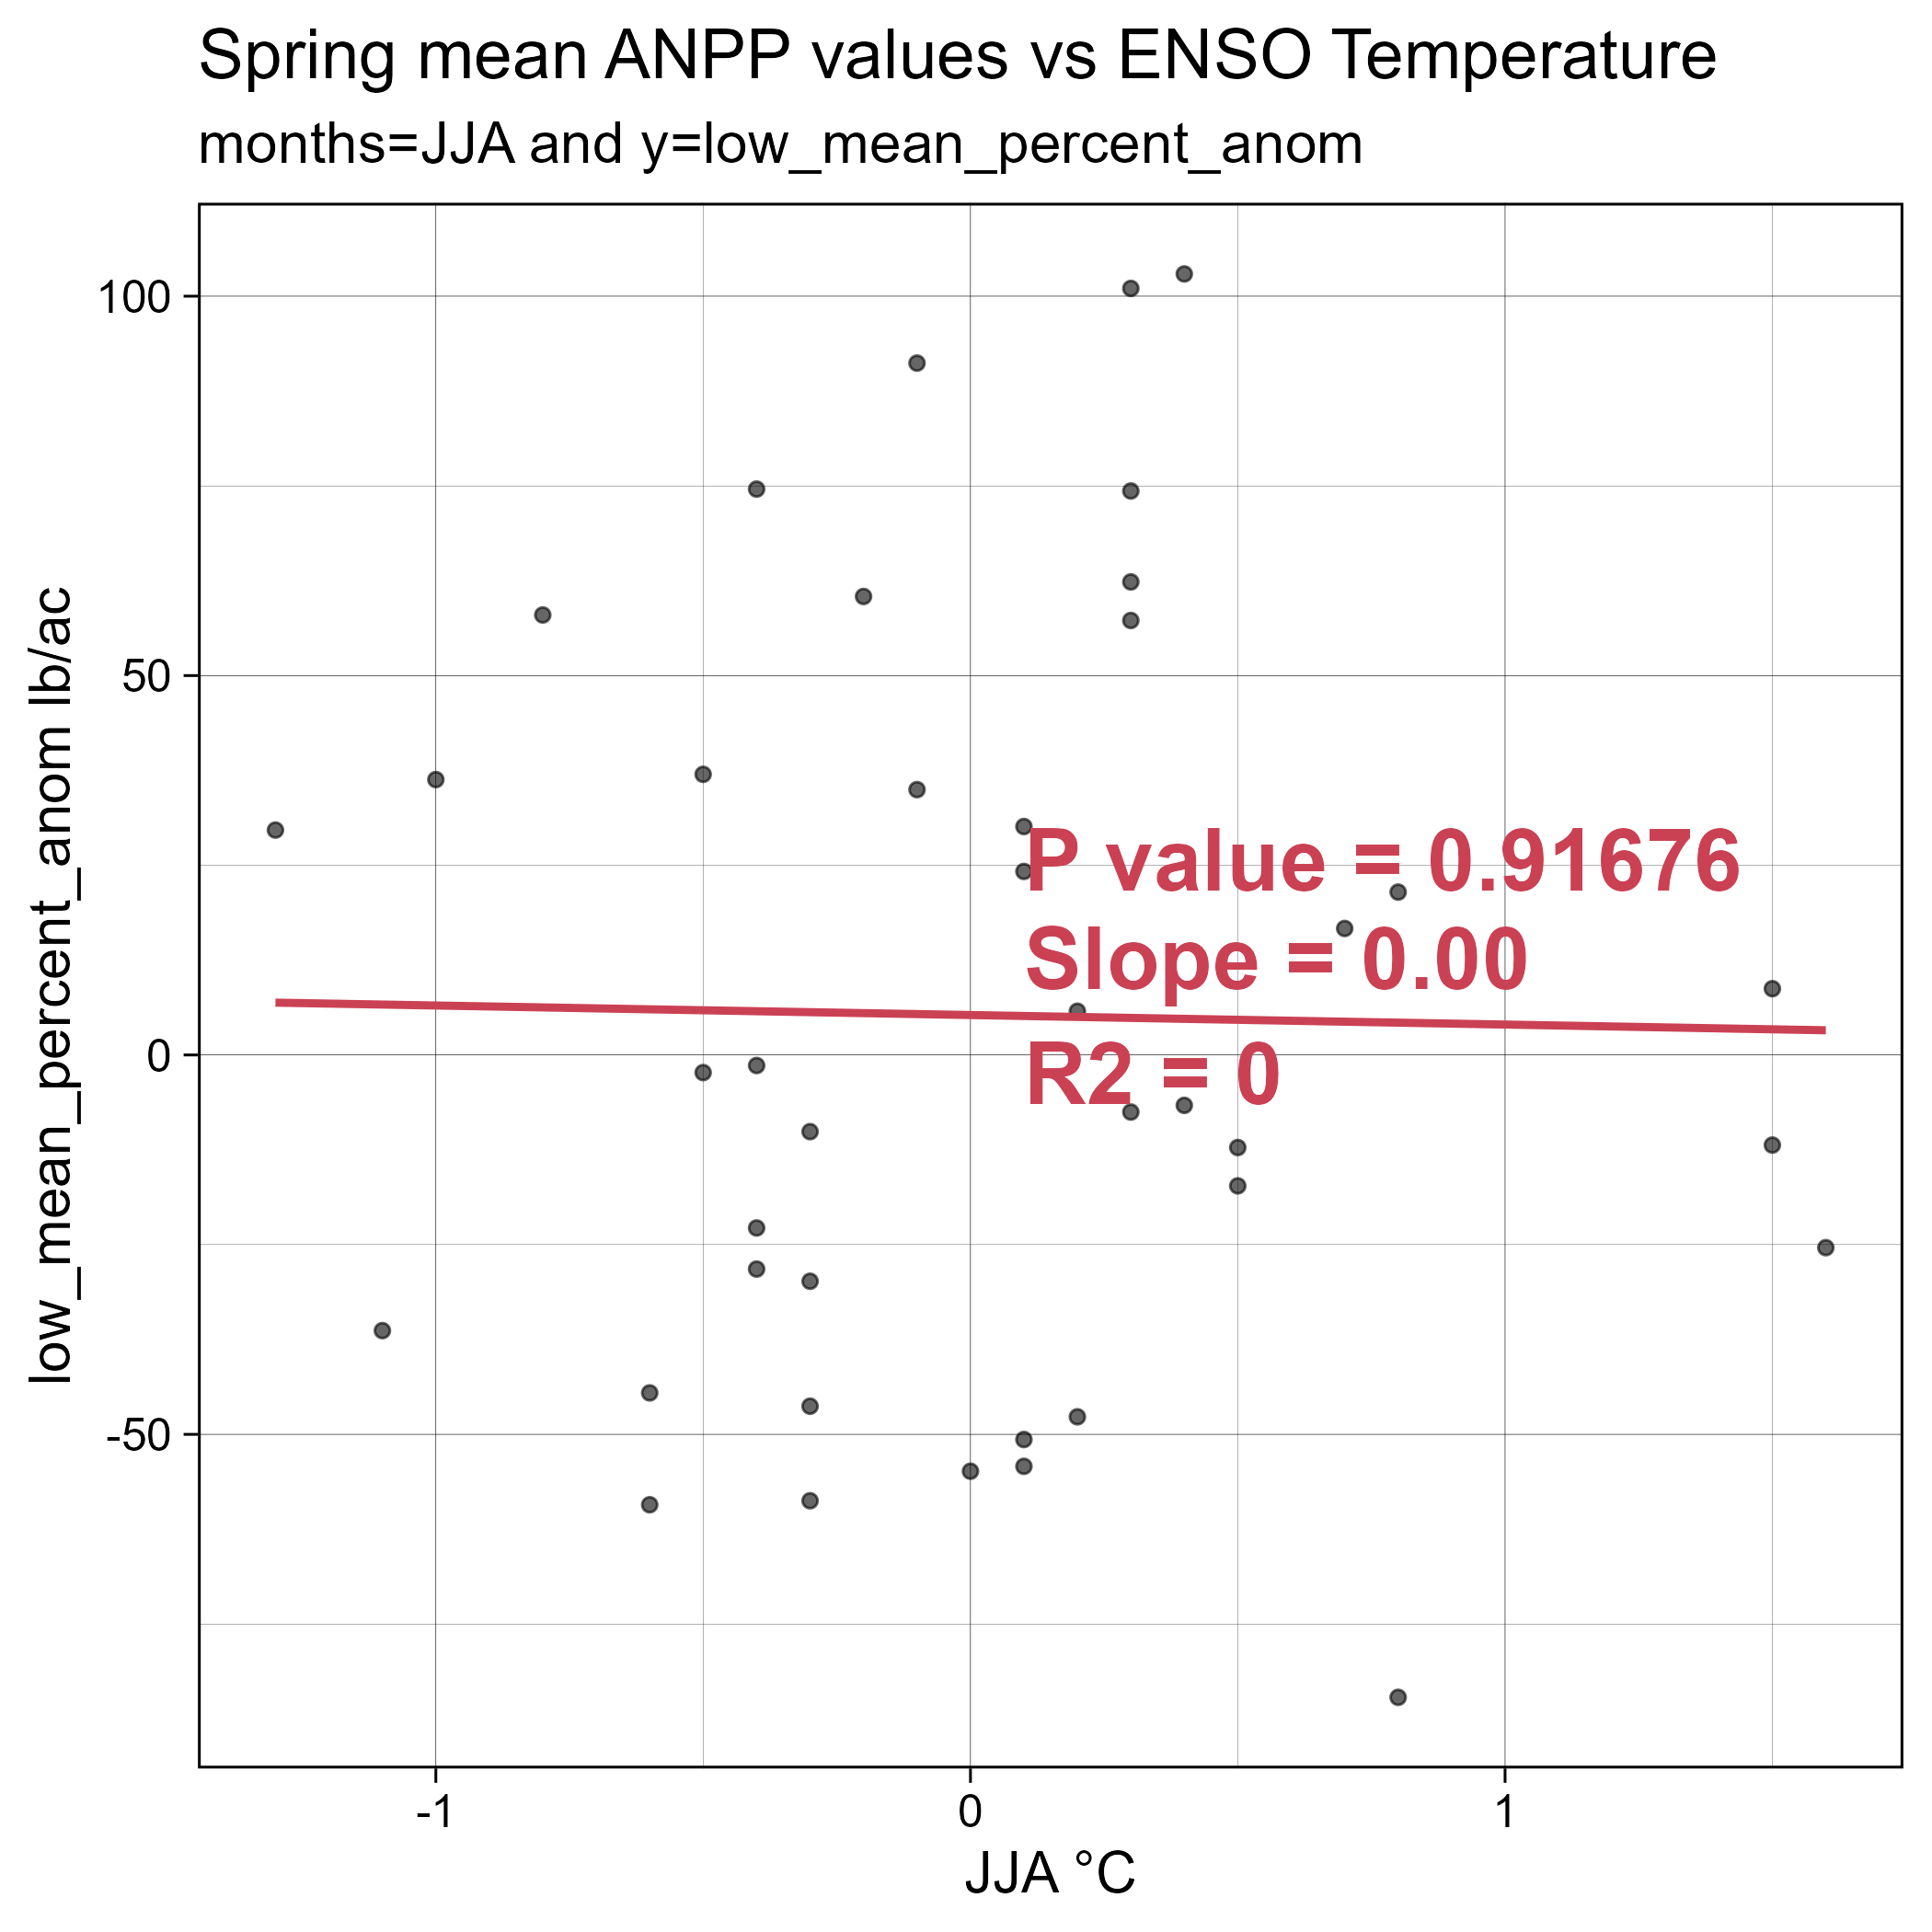 Spring mean ANPP values vs ENSO Temperature
months=JJA and y=low_mean_percent_anom
low_mean_percent_anom lb/ac
100
50
0
-50
P value = 0.91676
Slope = 0.00
R2 = 0
-1
0
1
JJA °C